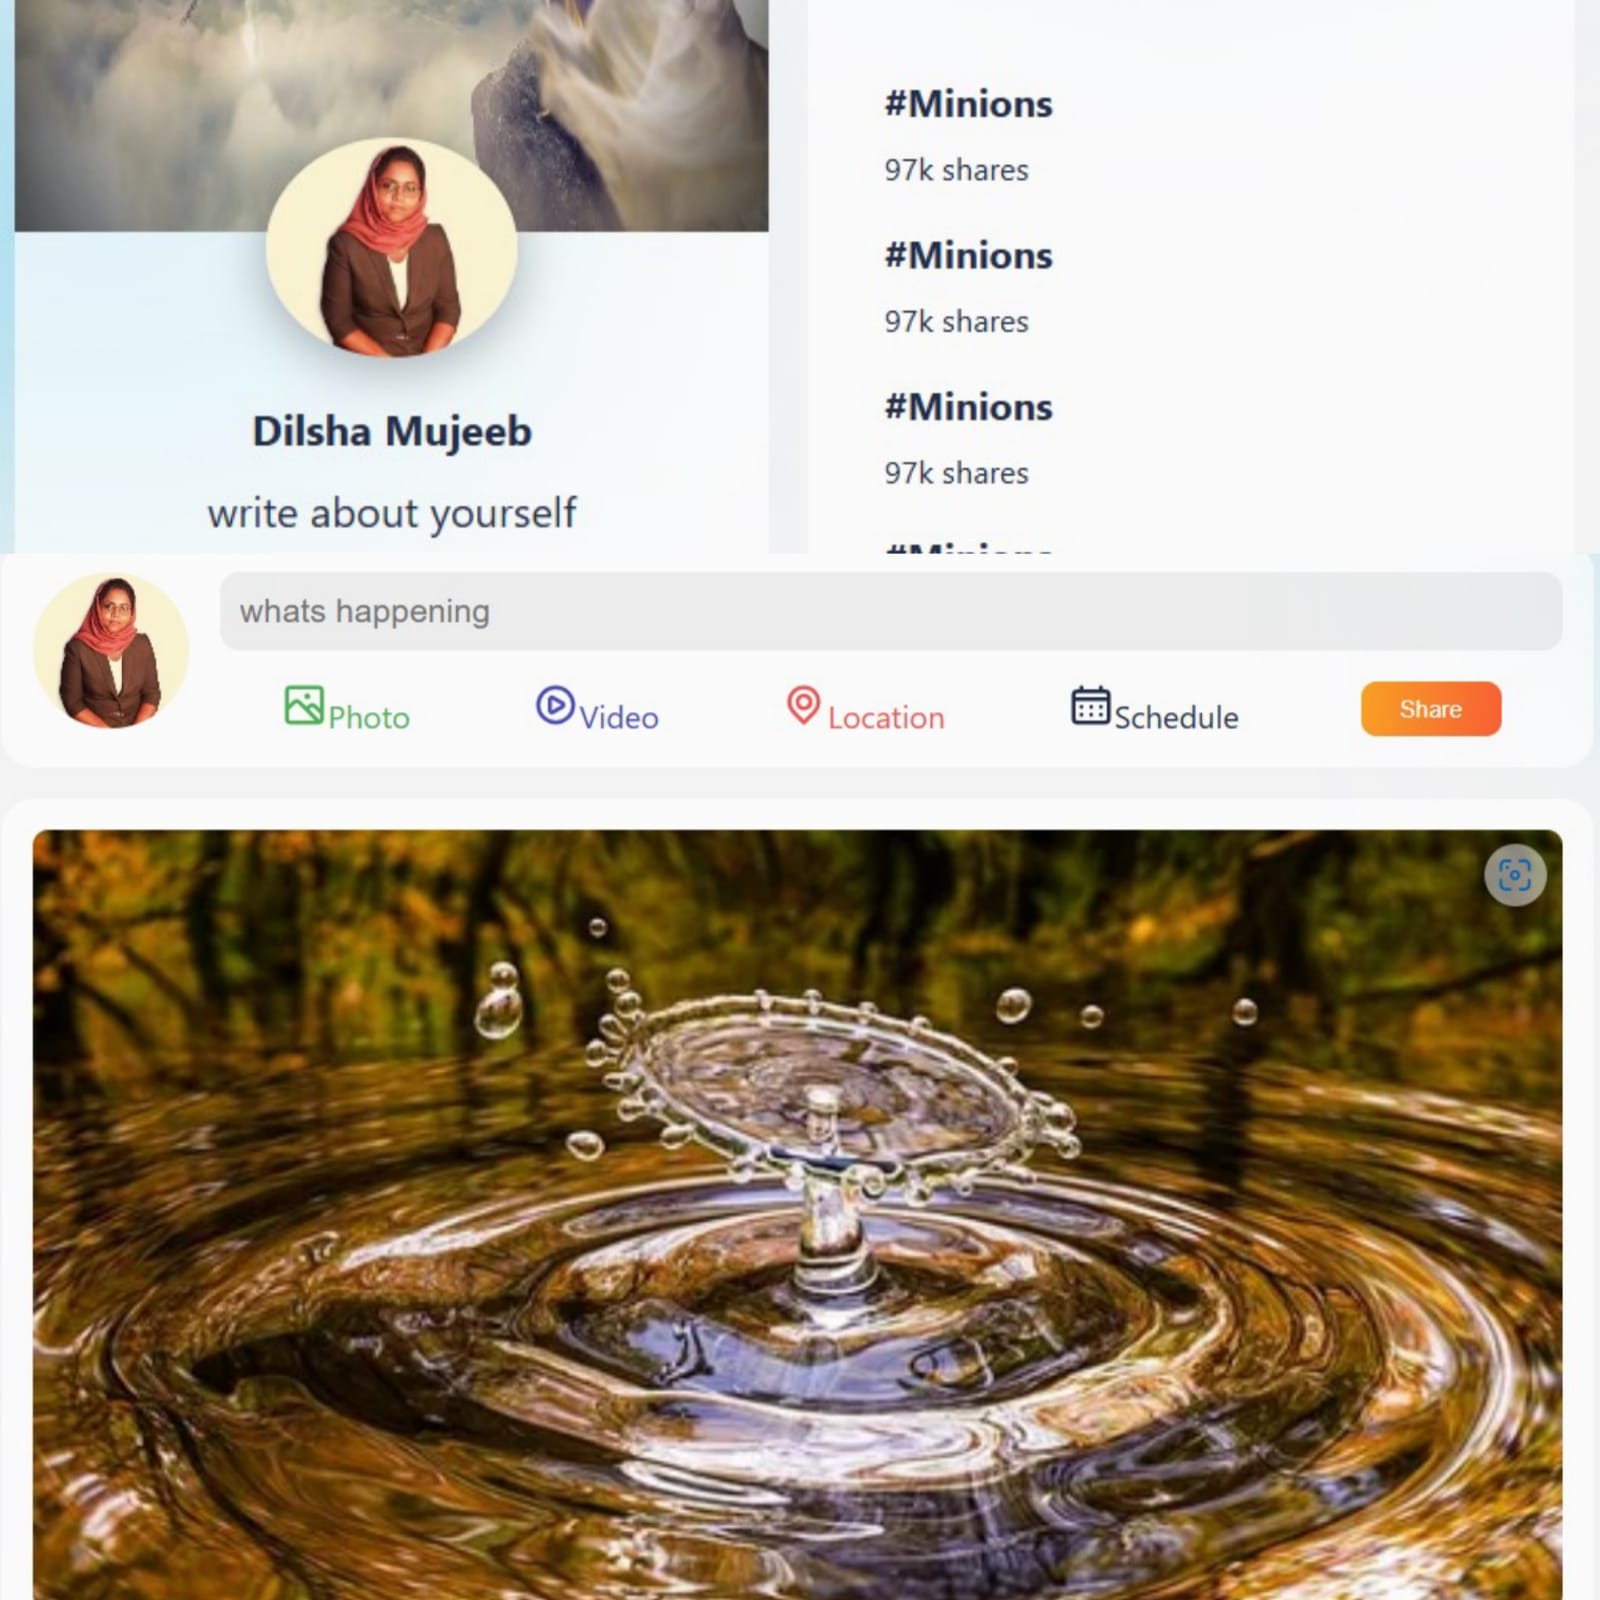 Dilsha Mujeeb
write about yourself
#Minions
97k shares
#Minions
97k shares
#Minions
97k shares
#Minions
whats happening
Photo
Video
Location
Schedule
Share